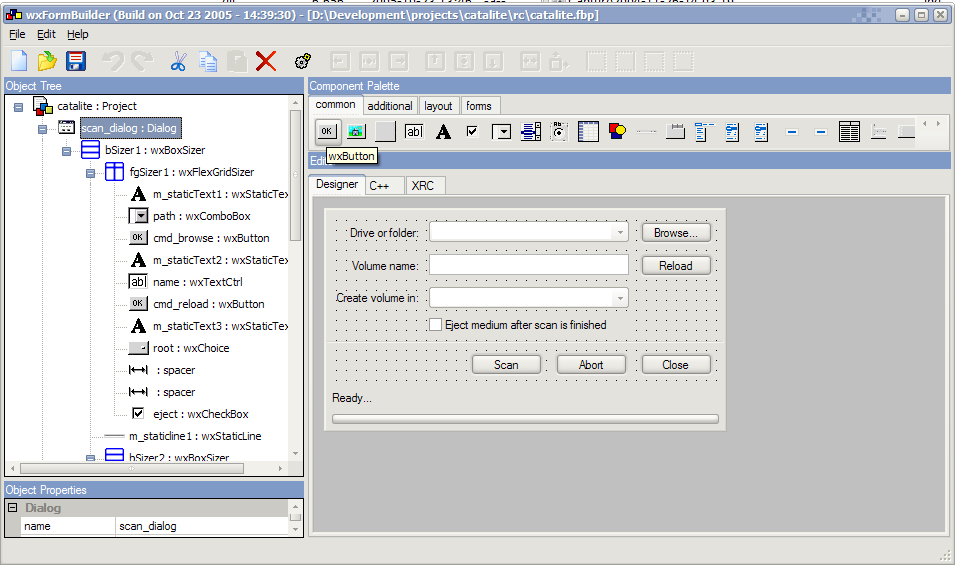 wxFormBuilder (Build on Oct 23 2005 - 14:39:30) - [D:\Development\projects\catalite\rc\catalite.fbp]
File Edit Help
Object Tree
catalite : Project
scan_dialog : Dialog
bSizer1 : wxBoxSizer
fgSizer1 : wxFlexGridSizer
m_staticText1 : wxStaticTex
path : wxComboBox
cmd_browse : wxButton
m_staticText2 : wxStaticTex
name : wxTextCtrl
cmd_reload : wxButton
m_staticText3 : wxStaticTex
root : wxChoice
: spacer
: spacer
eject : wxCheckBox
m_staticline1 : wxStaticLine
bSizer2 : wxBoxSizer
Object Properties
Dialog
name scan_dialog
Component Palette
common additional layout forms
OK ab A
wxButton
Designer C++ XRC
Drive or folder: Browse...
Volume name: Reload
Create volume in:
Eject medium after scan is finished
Scan Abort Close
Ready...